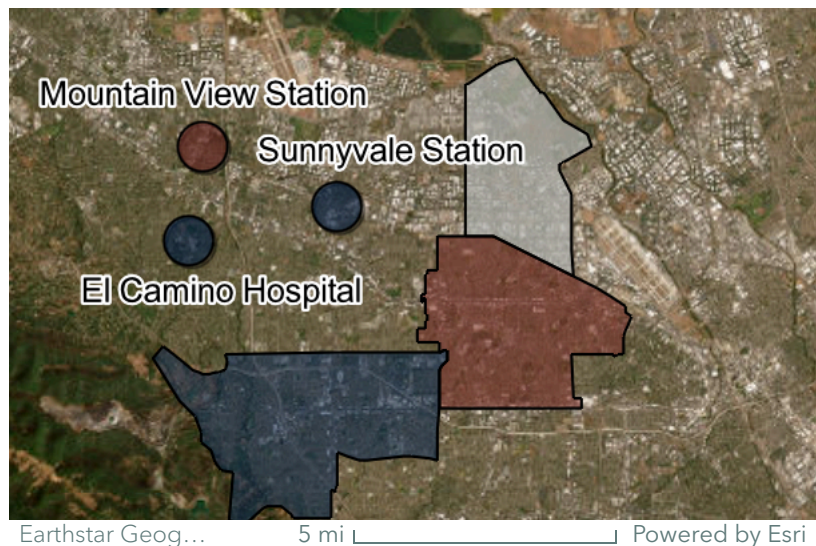 Mountain View Station
Sunnyvale Station
El Camino Hospital
Earthstar Geog...
5 mi
Powered by Esri